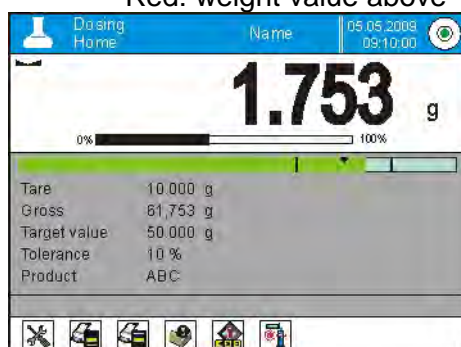 Red: weight value above
Dosing Name 05.05.2009
Home 09:10:00
1.753 g
0% 100%
Tare 10.000 g
Gross 61,753 g
Target value 50.000 g
Tolerance 10 %
Product ABC